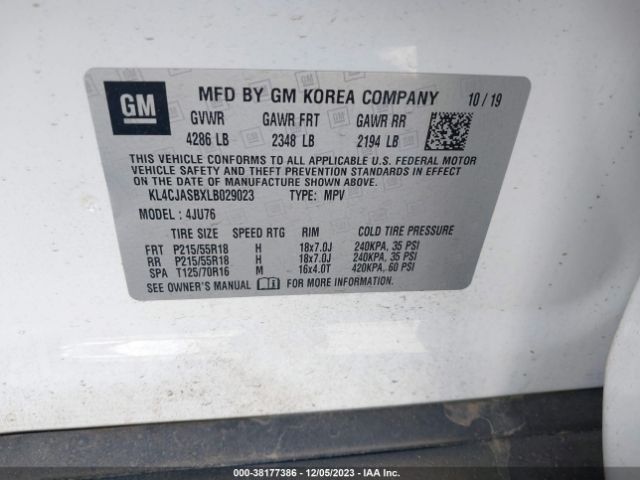 GM
MFD BY GM KOREA COMPANY 10/19
GVWR GAWR FRT GAWR RR
4286 LB 2348 LB 2194 LB
THIS VEHICLE CONFORMS TO ALL APPLICABLE U.S. FEDERAL MOTOR
VEHICLE SAFETY AND THEFT PREVENTION STANDARDS IN EFFECT
ON THE DATE OF MANUFACTURE SHOWN ABOVE.
KL4CJASBXLB029023 TYPE: MPV
MODEL: 4JU76
TIRE SIZE SPEED RTG RIM COLD TIRE PRESSURE
FRT P215/55R18 H 18x7.0J 240KPA, 35 PSI
RR P215/55R18 H 18x7.0J 240KPA, 35 PSI
SPA T125/70R16 M 16x4.0T 420KPA, 60 PSI
SEE OWNER'S MANUAL FOR MORE INFORMATION.
000-38177386 - 12/05/2023 - IAA Inc.